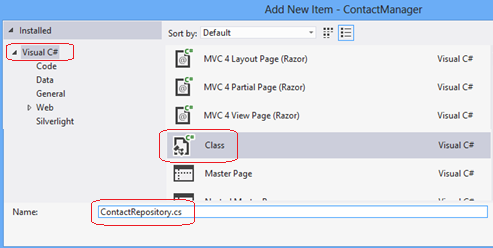 Add New Item - ContactManager
Installed
Sort by: Default
Visual C#
Code
Data
General
Web
Silverlight
MVC 4 Layout Page (Razor) Visual C#
MVC 4 Partial Page (Razor) Visual C#
MVC 4 View Page (Razor) Visual C#
Class Visual C#
Master Page Visual C#
Name: ContactRepository.cs